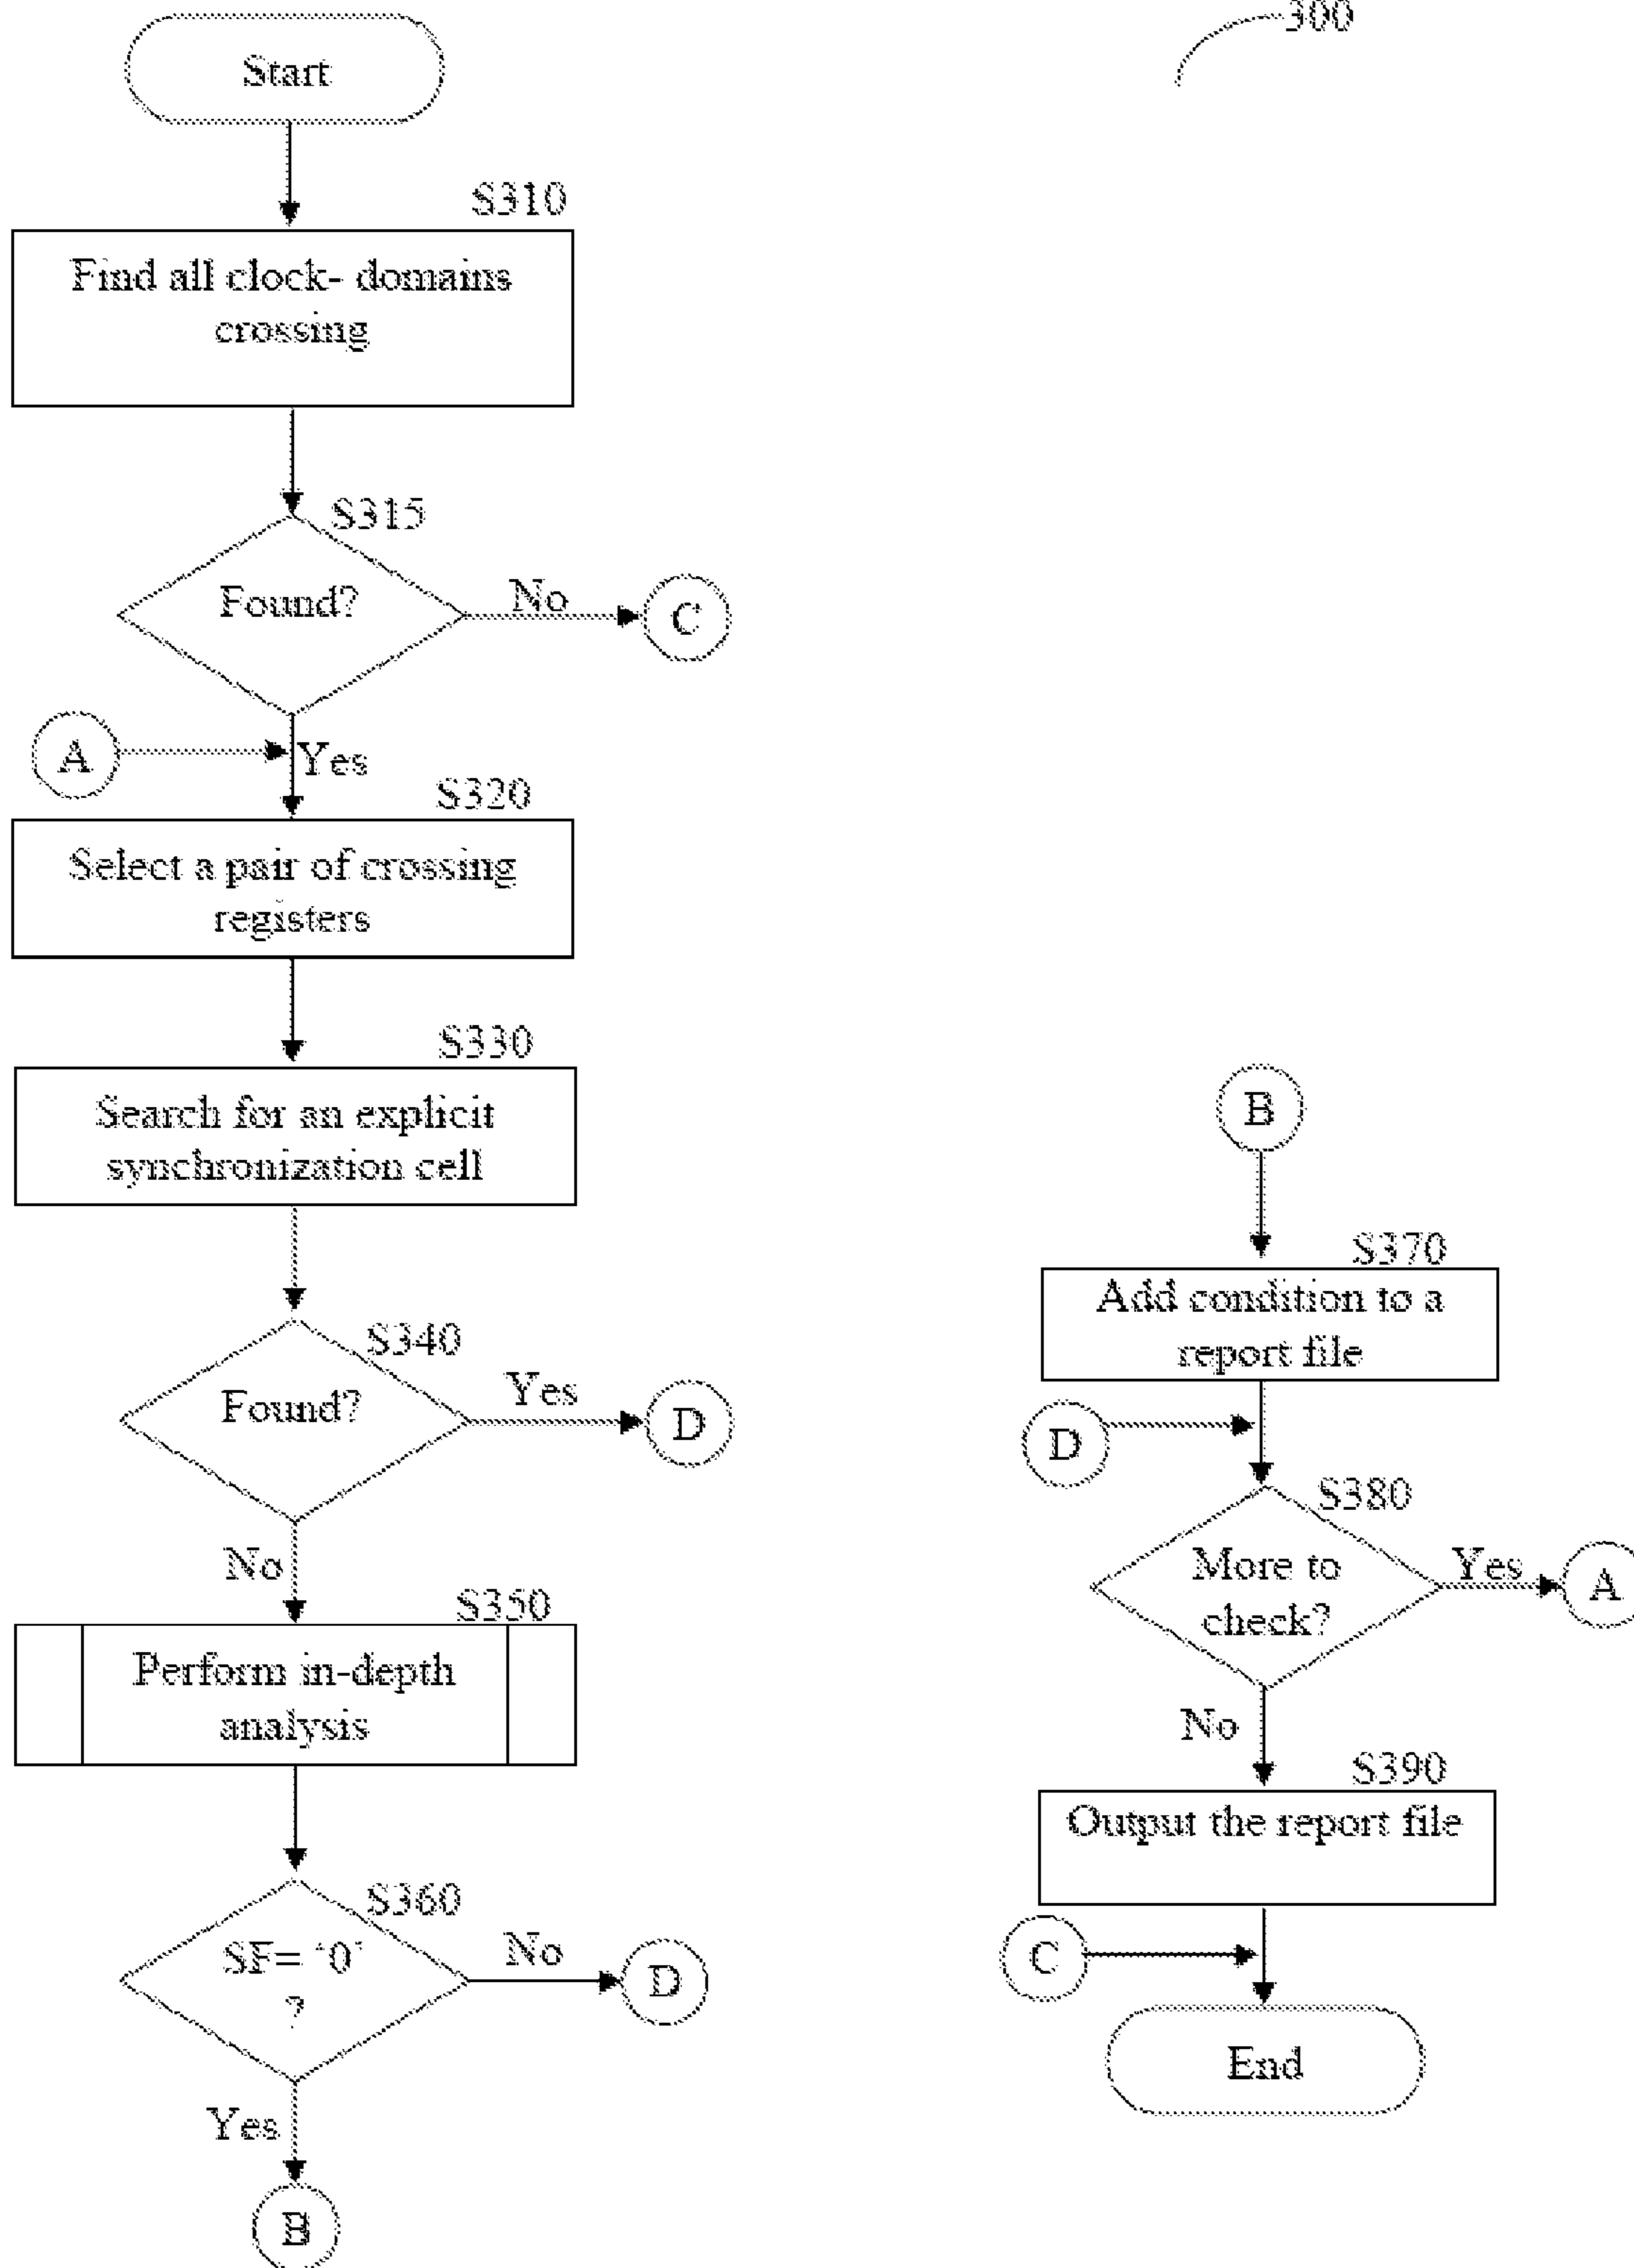 300
Start
S310
Find all clock- domains
crossing
S315
Found?
No
C
A
Yes
S320
Select a pair of crossing
registers
S330
Search for an explicit
synchronization cell
S340
Found?
Yes
D
No
S350
Perform in-depth
analysis
S360
SF= ‘0’
?
No
D
Yes
B
B
S370
Add condition to a
report file
D
S380
More to
check?
Yes
A
No
S390
Output the report file
C
End